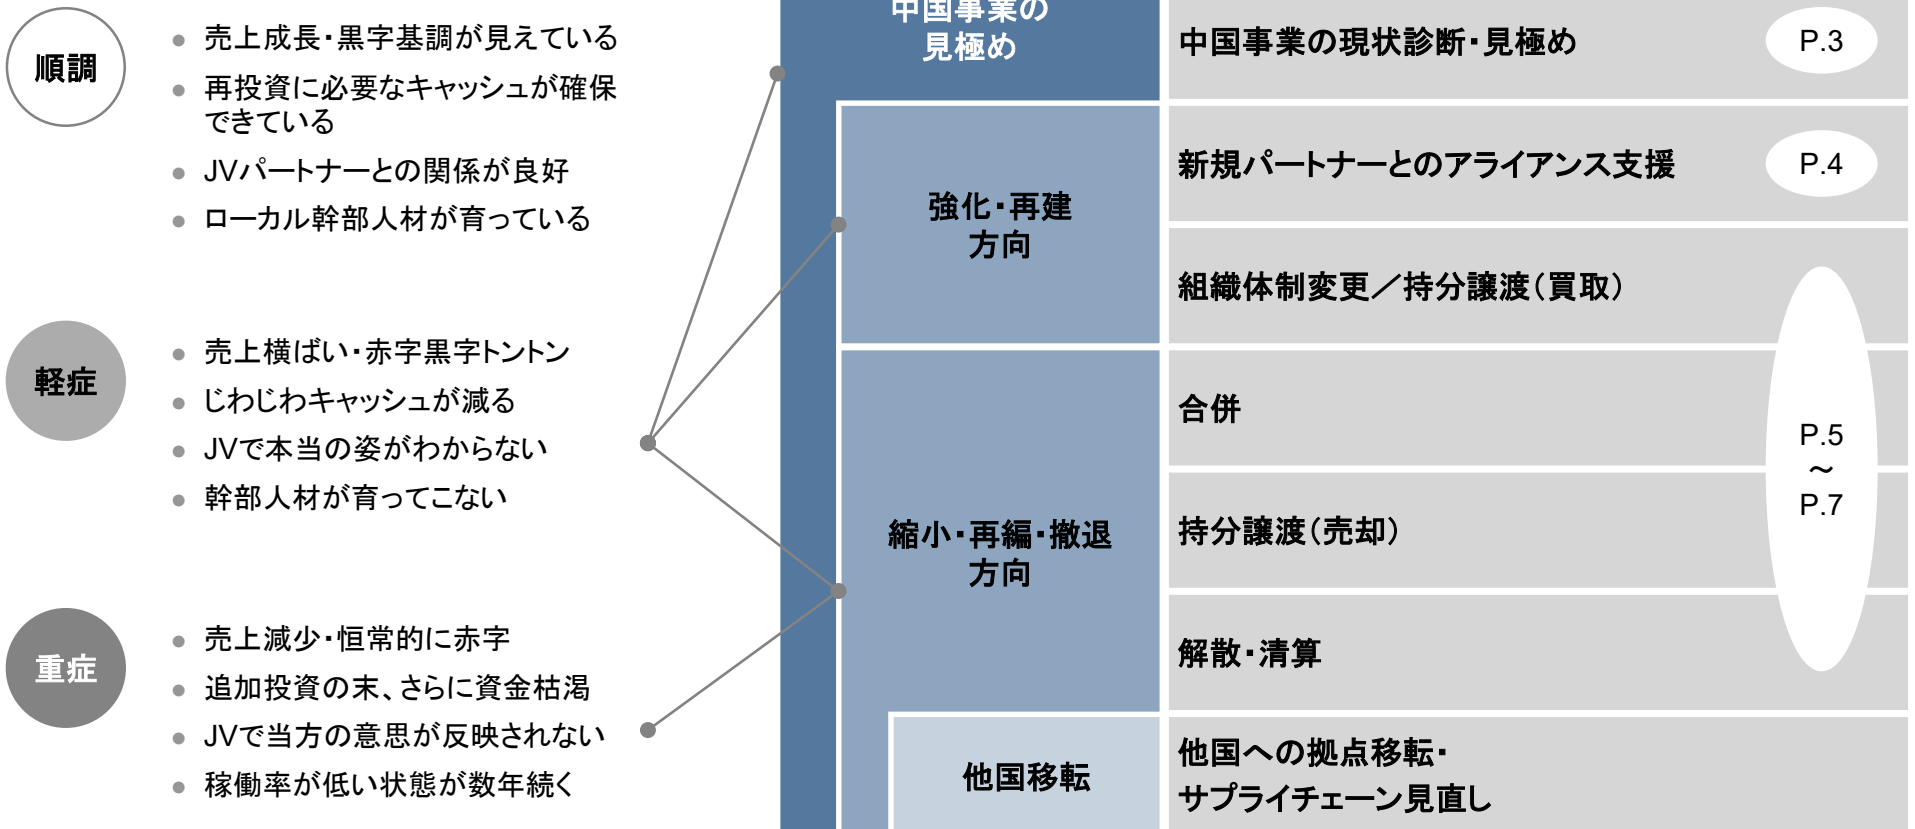 順調
売上成長・黒字基調が見えている
再投資に必要なキャッシュが確保
できている
JVパートナーとの関係が良好
ローカル幹部人材が育っている
軽症
売上横ばい・赤字黒字トントン
じわじわキャッシュが減る
JVで本当の姿がわからない
幹部人材が育ってこない
重症
売上減少・恒常的に赤字
追加投資の末、さらに資金枯渇
JVで当方の意思が反映されない
稼働率が低い状態が数年続く
中国事業の
見極め
強化・再建
方向
縮小・再編・撤退
方向
他国移転
中国事業の現状診断・見極め
P.3
新規パートナーとのアライアンス支援
P.4
組織体制変更／持分譲渡（買取）
合併
持分譲渡（売却）
解散・清算
P.5
～
P.7
他国への拠点移転・
サプライチェーン見直し